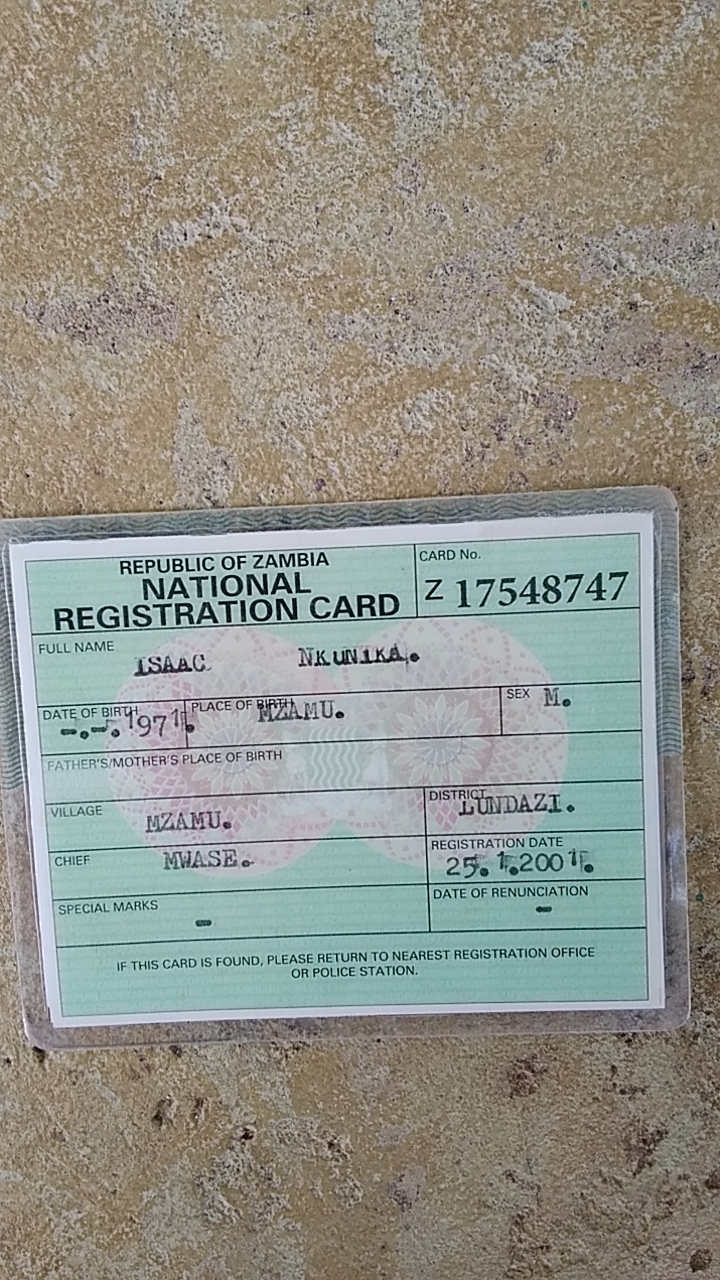 REPUBLIC OF ZAMBIA
NATIONAL
REGISTRATION CARD
CARD No.
Z 17548747
FULL NAME
ISAAC NKUNIKA.
DATE OF BIRTH
-.-.1971.
PLACE OF BIRTH
MZAMU.
SEX M.
FATHER'S/MOTHER'S PLACE OF BIRTH
VILLAGE
MZAMU.
DISTRICT
LUNDAZI.
CHIEF
MWASE.
REGISTRATION DATE
25.1.2001.
SPECIAL MARKS
-
DATE OF RENUNCIATION
-
IF THIS CARD IS FOUND, PLEASE RETURN TO NEAREST REGISTRATION OFFICE
OR POLICE STATION.